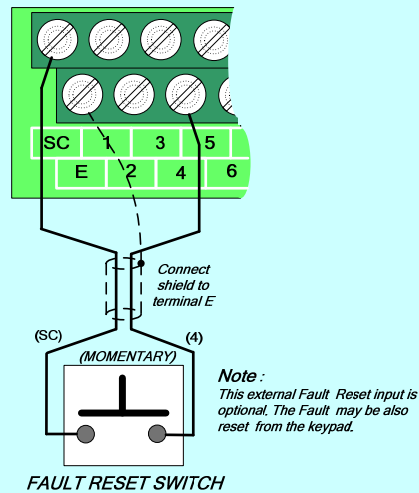 SC 1 3 5
E 2 4 6
Connect
shield to
terminal E
(SC) (4)
(MOMENTARY)
Note :
This external Fault Reset input is
optional. The Fault may be also
reset from the keypad.
FAULT RESET SWITCH